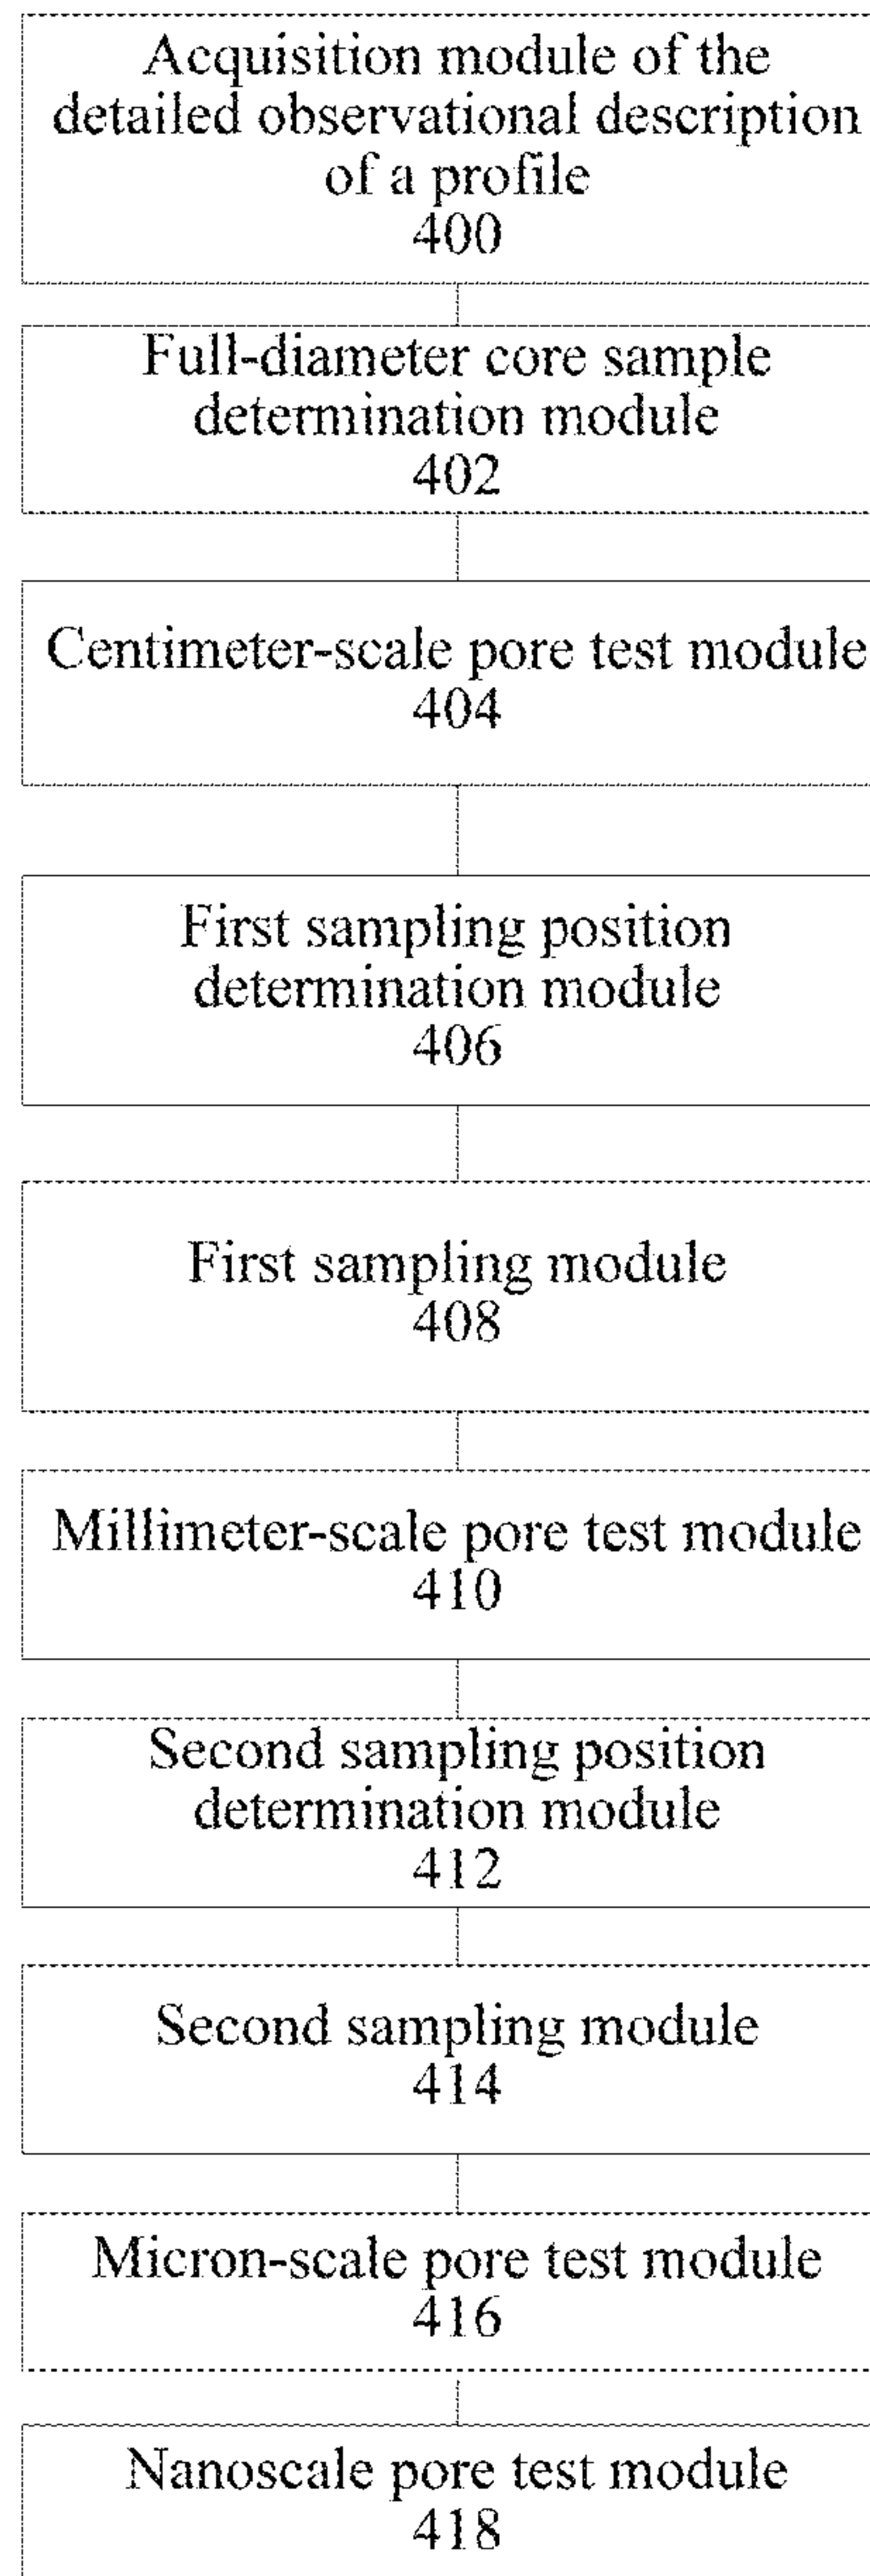 Acquisition module of the
detailed observational description
of a profile
400
Full-diameter core sample
determination module
402
Centimeter-scale pore test module
404
First sampling position
determination module
406
First sampling module
408
Millimeter-scale pore test module
410
Second sampling position
determination module
412
Second sampling module
414
Micron-scale pore test module
416
Nanoscale pore test module
418